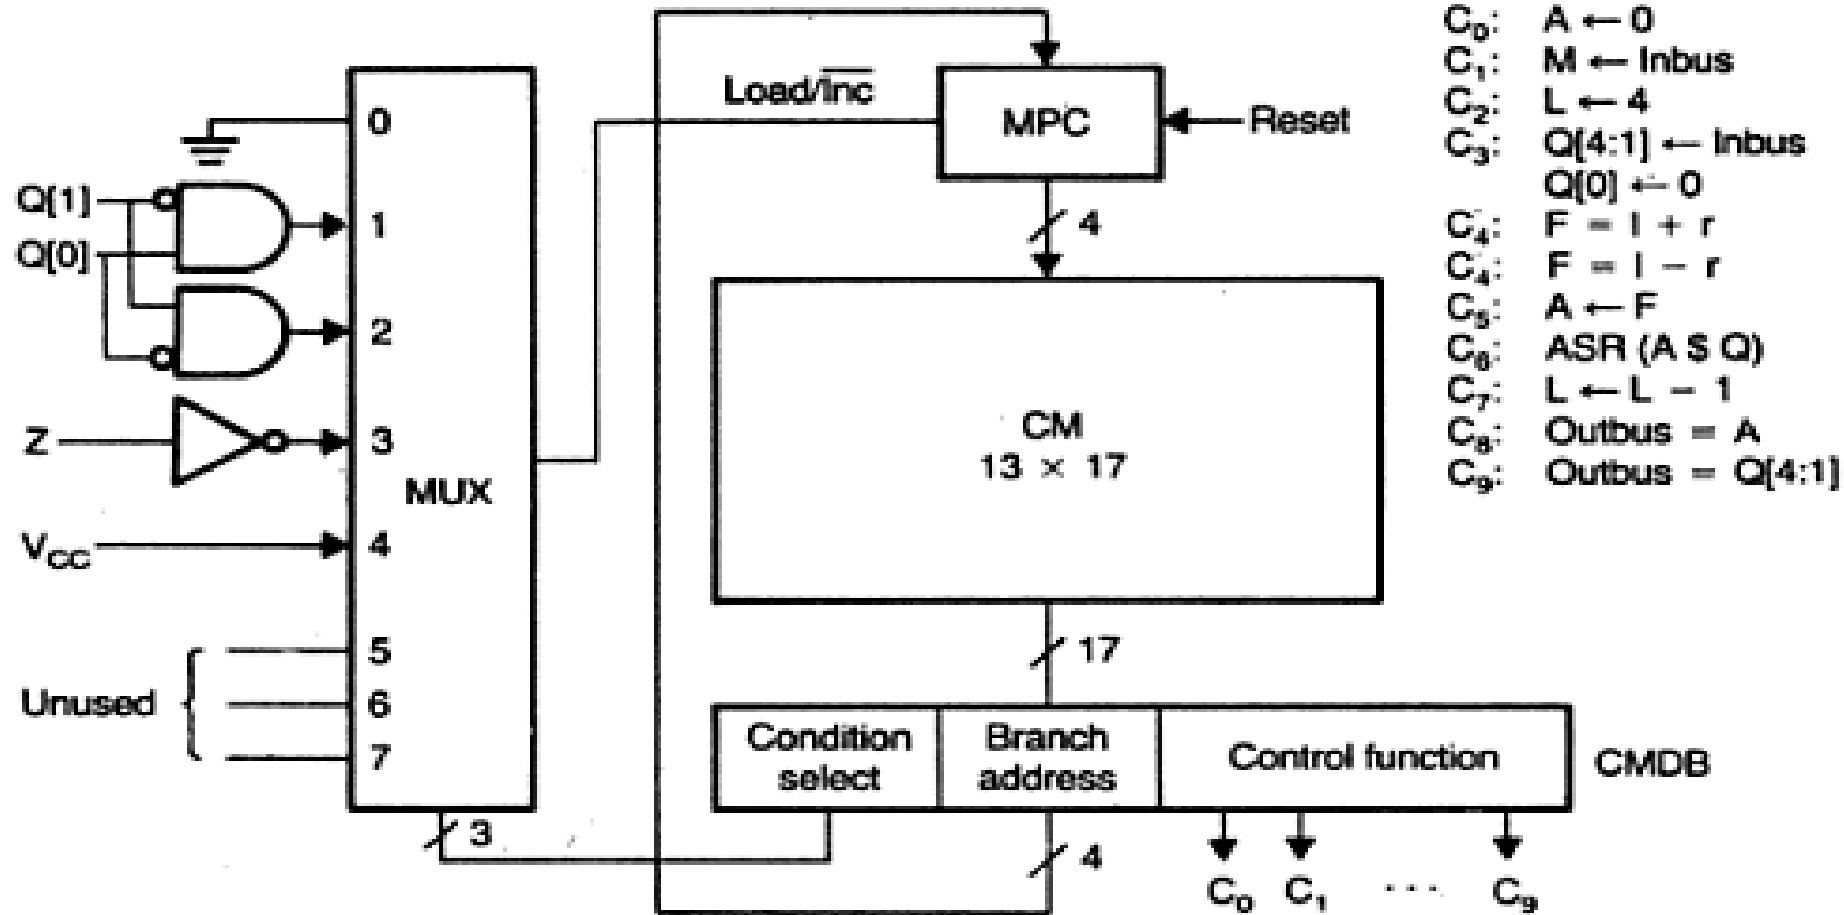 C₀: A ← 0
C₁: M ← Inbus
C₂: L ← 4
C₃: Q[4:1] ← Inbus
Q[0] ← 0
C₄: F = l + r
C₄: F = l − r
C₅: A ← F
C₆: ASR (A $ Q)
C₇: L ← L − 1
C₈: Outbus = A
C₉: Outbus = Q[4:1]
Load/I̅n̅c̅
MPC
Reset
4
0
Q[1]
1
Q[0]
2
Z
3
MUX
V_CC
4
5
Unused
6
7
3
CM
13 × 17
17
Condition
select
Branch
address
Control function
CMDB
4
C₀ C₁ ··· C₉